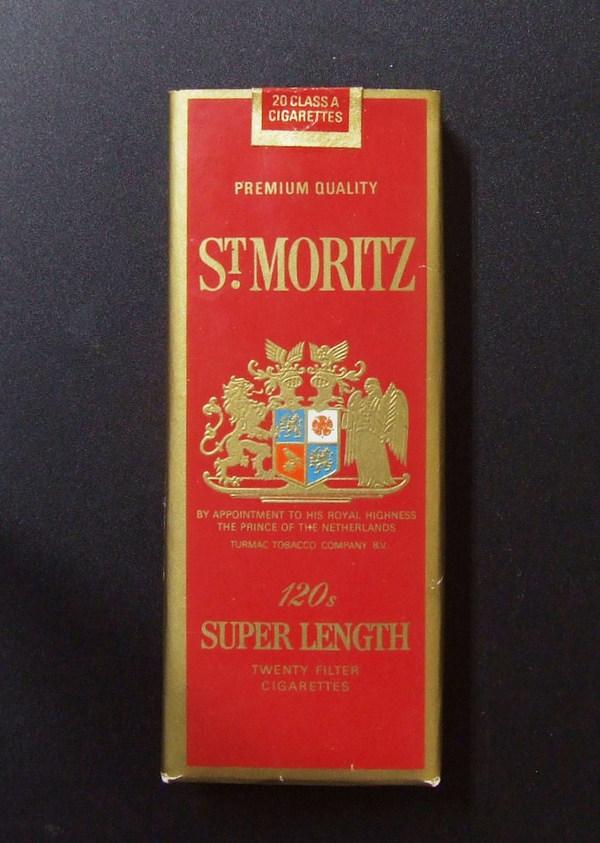 20 CLASS A
CIGARETTES
PREMIUM QUALITY
ST. MORITZ
BY APPOINTMENT TO HIS ROYAL HIGHNESS
THE PRINCE OF THE NETHERLANDS
TURMAC TOBACCO COMPANY B.V.
120s
SUPER LENGTH
TWENTY FILTER
CIGARETTES